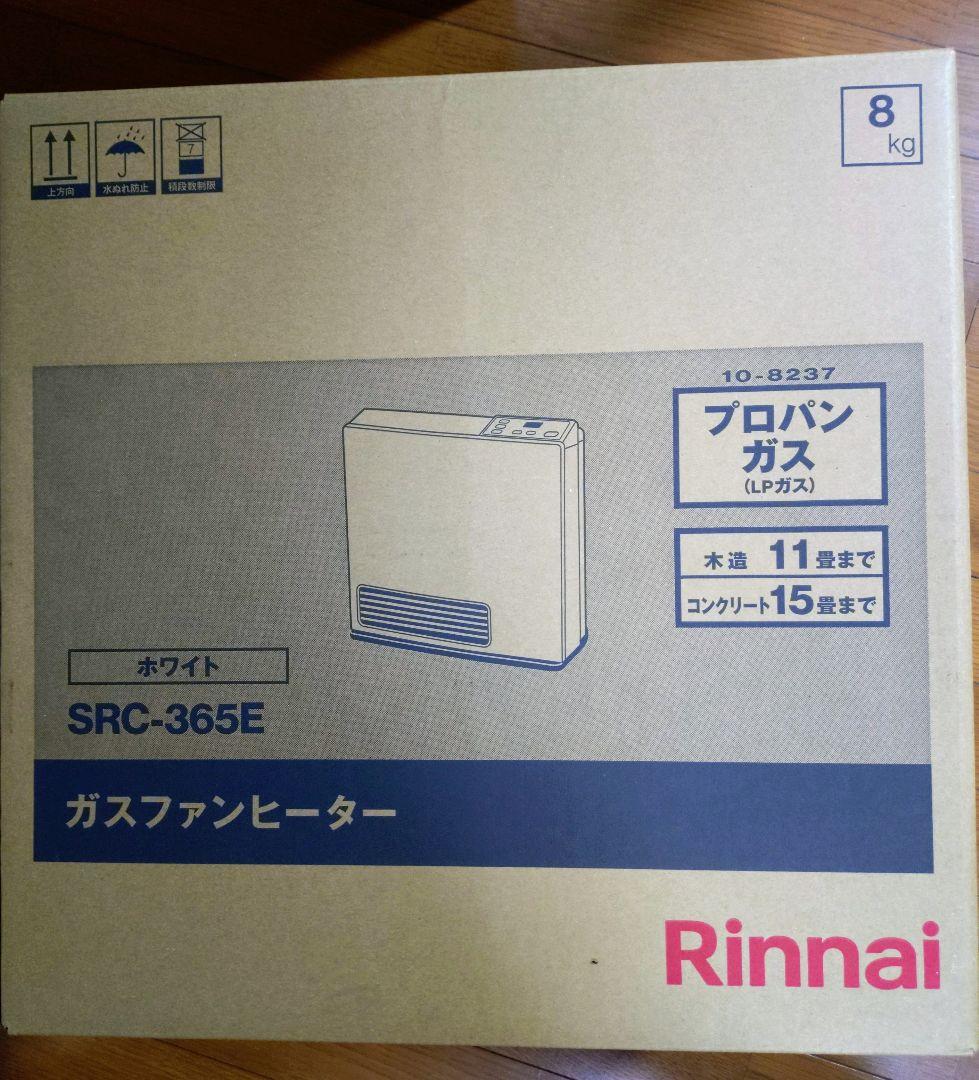 上方向
水ぬれ防止
7
積段数制限
8
kg
10-8237
プロパン
ガス
(LPガス)
木造 11畳まで
コンクリート15畳まで
ホワイト
SRC-365E
ガスファンヒーター
Rinnai